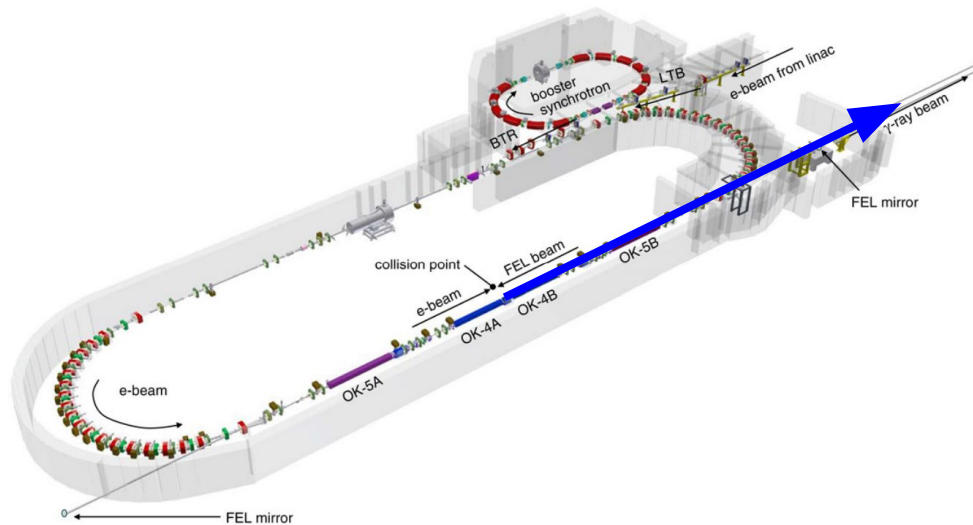 LTB
e-beam from linac
booster
synchrotron
BTR
γ-ray beam
FEL mirror
OK-5B
FEL beam
collision point
e-beam
OK-4B
OK-4A
OK-5A
e-beam
FEL mirror